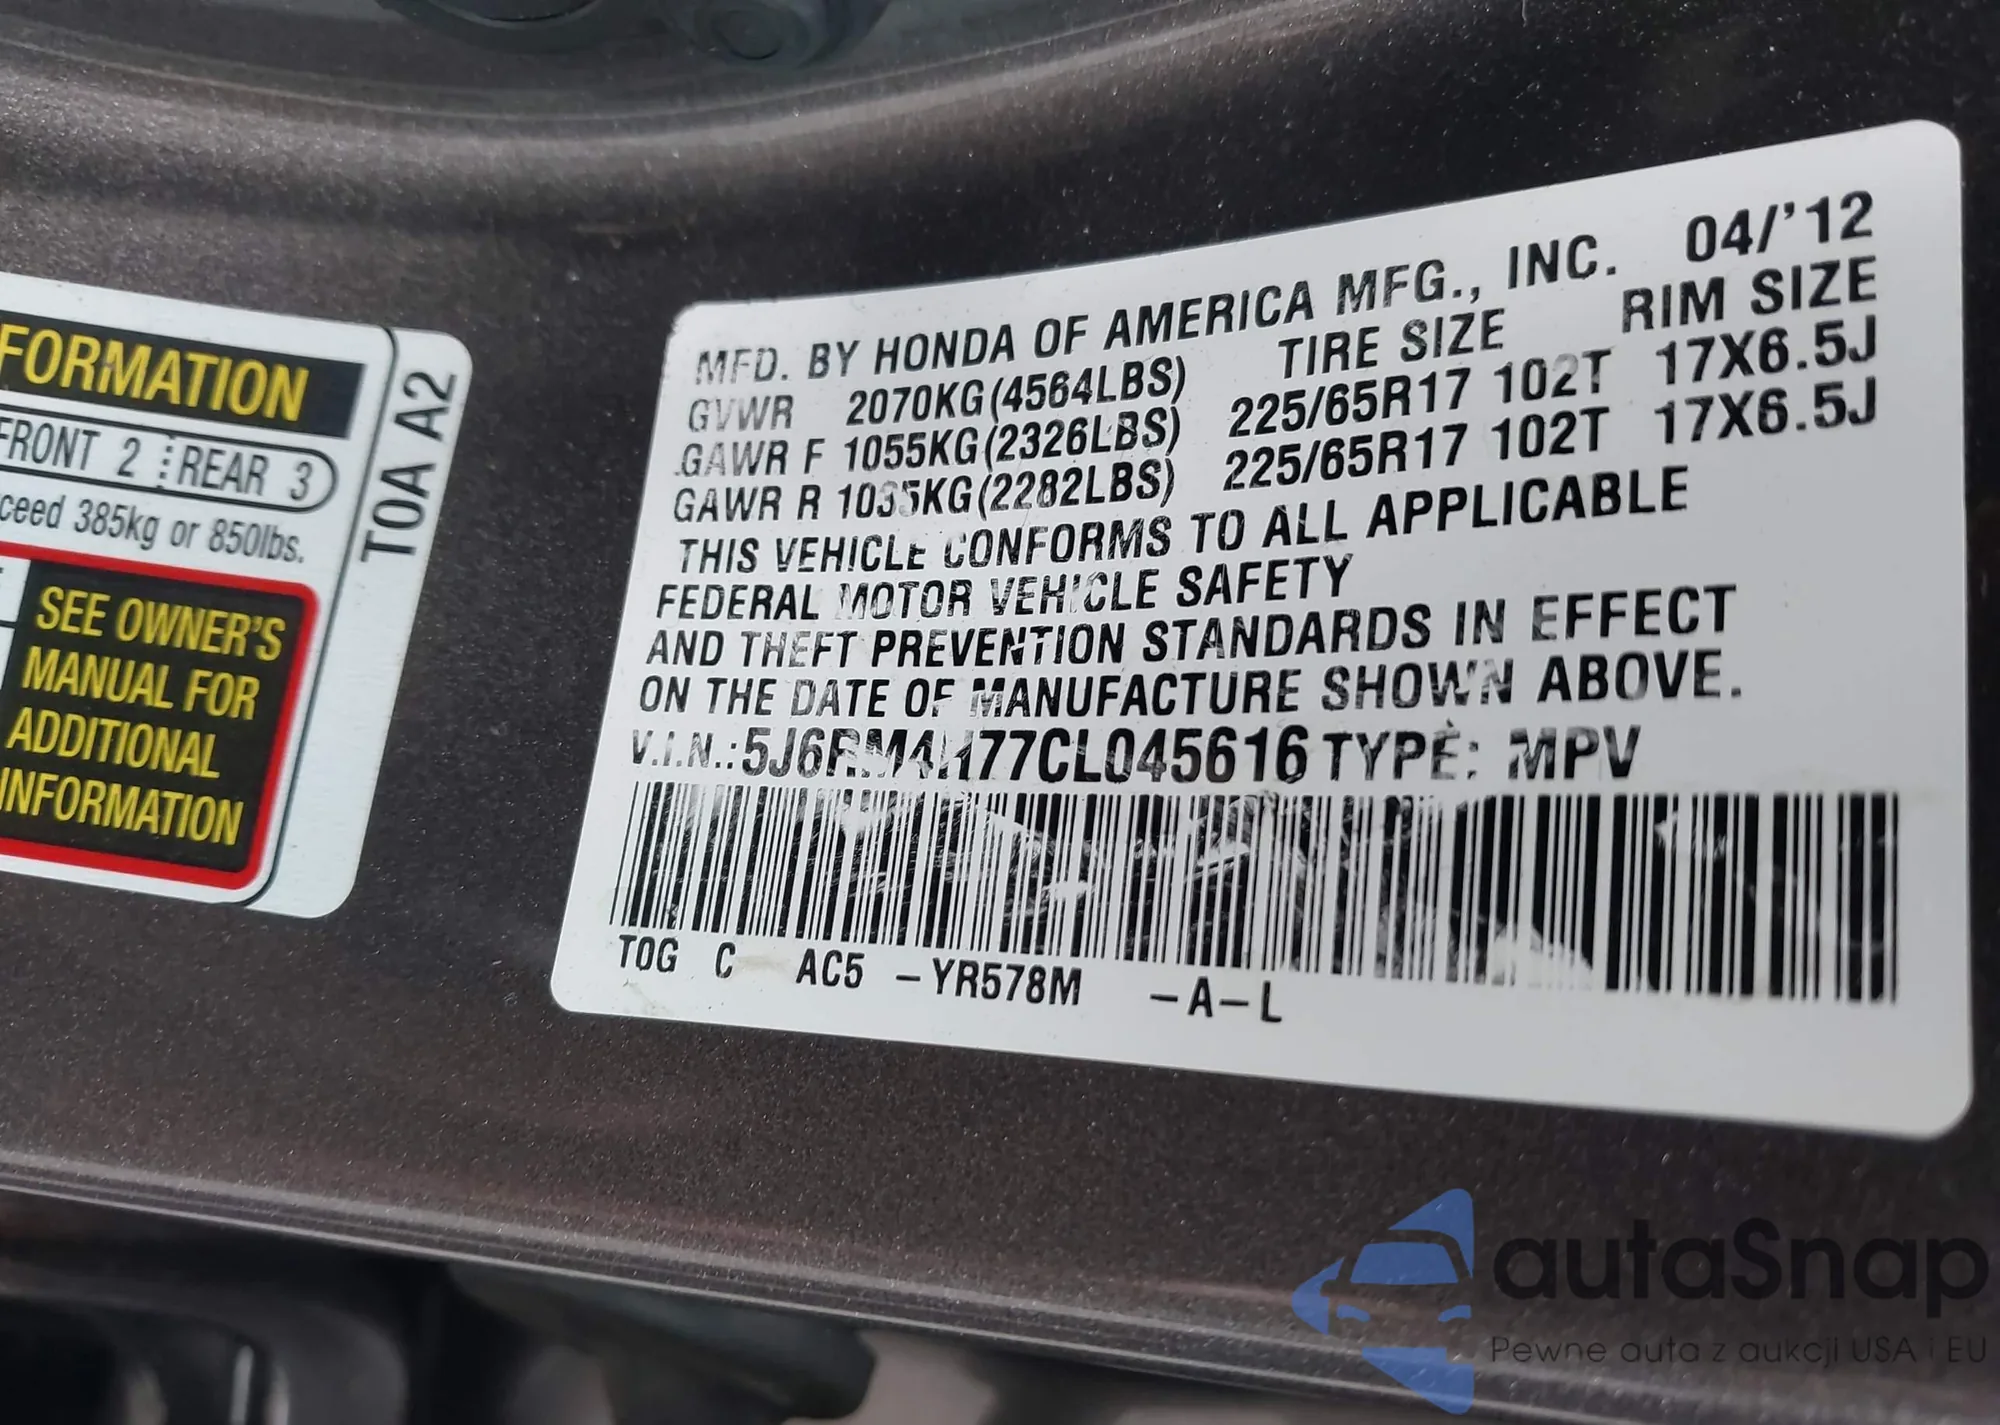 FORMATION
FRONT 2 REAR 3
ceed 385kg or 850lbs.
SEE OWNER'S
MANUAL FOR
ADDITIONAL
INFORMATION
T0A A2
MFD. BY HONDA OF AMERICA MFG., INC. 04/'12
GVWR 2070KG(4564LBS) TIRE SIZE RIM SIZE
GAWR F 1055KG(2326LBS) 225/65R17 102T 17X6.5J
GAWR R 1035KG(2282LBS) 225/65R17 102T 17X6.5J
THIS VEHICLE CONFORMS TO ALL APPLICABLE
FEDERAL MOTOR VEHICLE SAFETY
AND THEFT PREVENTION STANDARDS IN EFFECT
ON THE DATE OF MANUFACTURE SHOWN ABOVE.
V.I.N.:5J6RM4H77CL045616 TYPE: MPV
T0G C AC5 -YR578M -A-L
autaSnap
Pewne auta z aukcji USA i EU